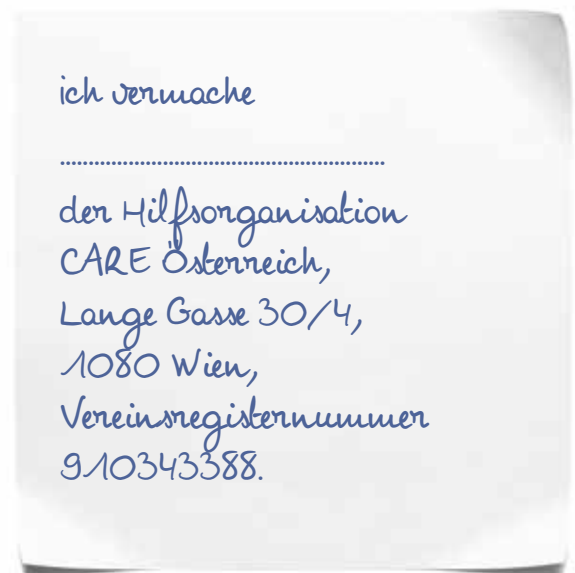 ich vermache
........................................................
der Hilfsorganisation
CARE Österreich,
Lange Gasse 30/4,
1080 Wien,
Vereinsregisternummer
910343388.